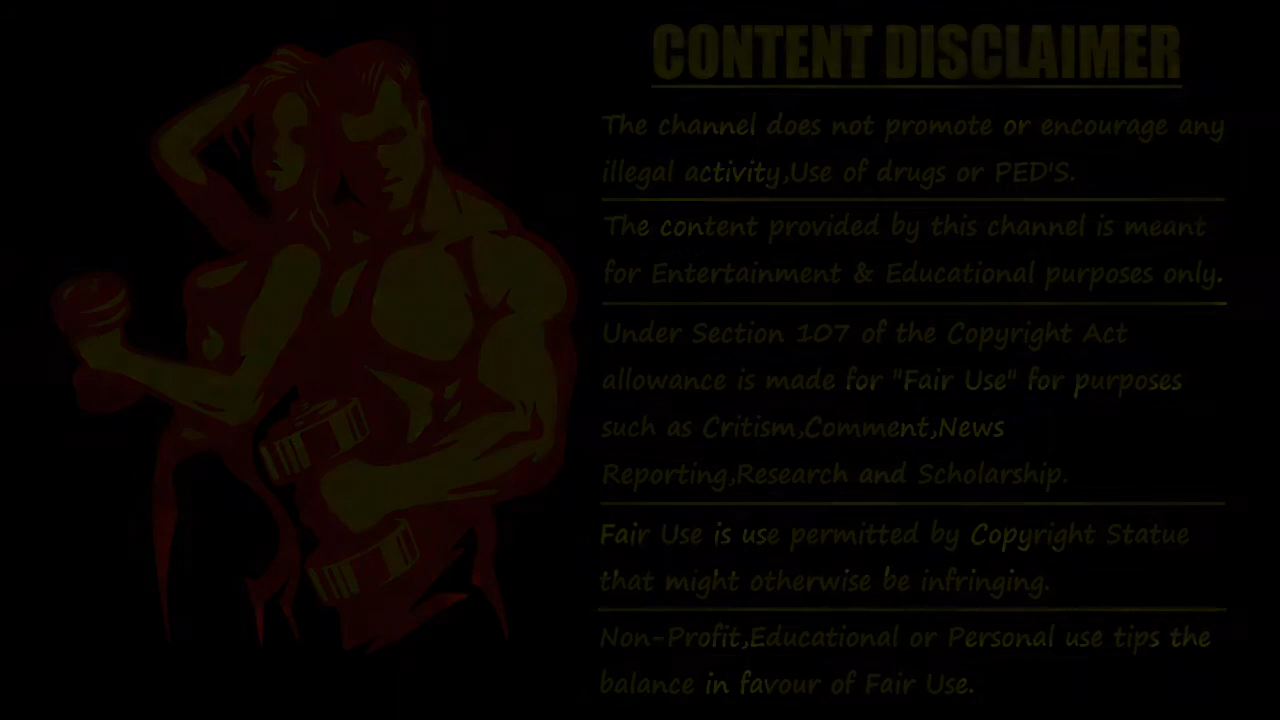 CONTENT DISCLAIMER
The channel does not promote or encourage any
illegal activity,Use of drugs or PED'S.
The content provided by this channel is meant
for Entertainment & Educational purposes only.
Under Section 107 of the Copyright Act
allowance is made for "Fair Use" for purposes
such as Critism,Comment,News
Reporting,Research and Scholarship.
Fair Use is use permitted by Copyright Statue
that might otherwise be infringing.
Non-Profit,Educational or Personal use tips the
balance in favour of Fair Use.